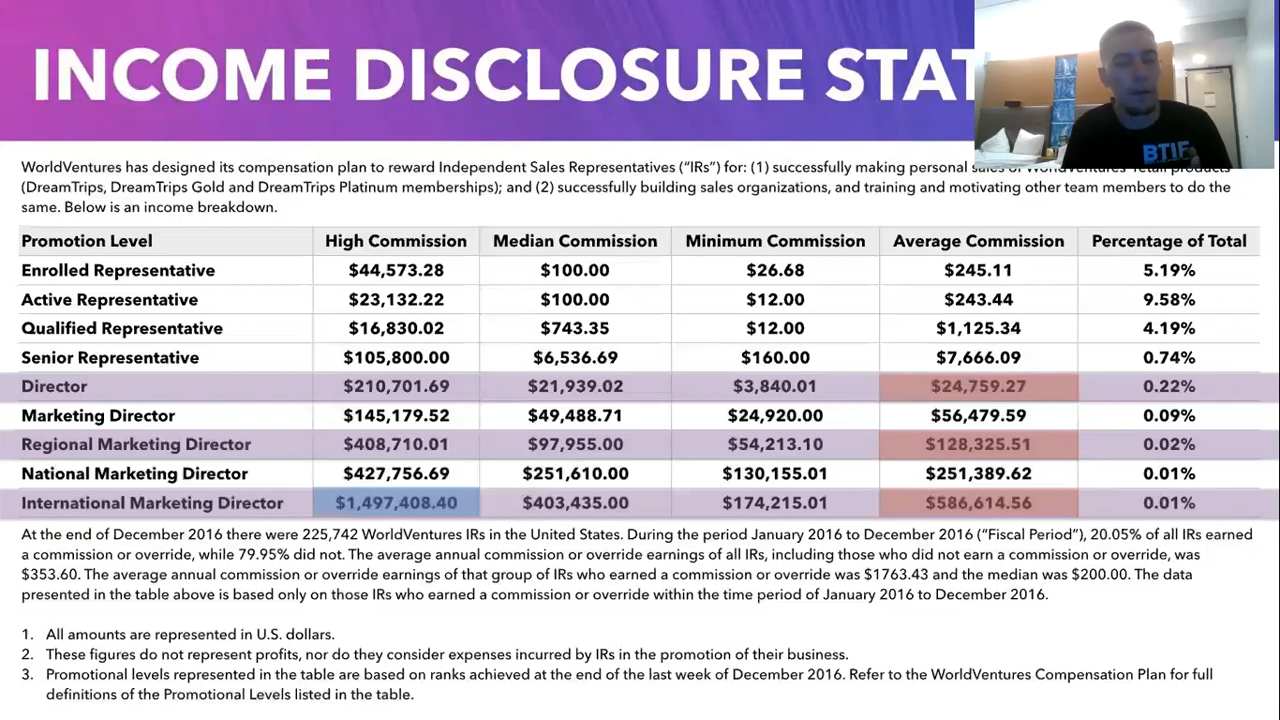 INCOME DISCLOSURE STAT
BTIF
WorldVentures has designed its compensation plan to reward Independent Sales Representatives ("IRs") for: (1) successfully making personal sales of WorldVentures' retail products
(DreamTrips, DreamTrips Gold and DreamTrips Platinum memberships); and (2) successfully building sales organizations, and training and motivating other team members to do the
same. Below is an income breakdown.
Promotion Level High Commission Median Commission Minimum Commission Average Commission Percentage of Total
Enrolled Representative $44,573.28 $100.00 $26.68 $245.11 5.19%
Active Representative $23,132.22 $100.00 $12.00 $243.44 9.58%
Qualified Representative $16,830.02 $743.35 $12.00 $1,125.34 4.19%
Senior Representative $105,800.00 $6,536.69 $160.00 $7,666.09 0.74%
Director $210,701.69 $21,939.02 $3,840.01 $24,759.27 0.22%
Marketing Director $145,179.52 $49,488.71 $24,920.00 $56,479.59 0.09%
Regional Marketing Director $408,710.01 $97,955.00 $54,213.10 $128,325.51 0.02%
National Marketing Director $427,756.69 $251,610.00 $130,155.01 $251,389.62 0.01%
International Marketing Director $1,497,408.40 $403,435.00 $174,215.01 $586,614.56 0.01%
At the end of December 2016 there were 225,742 WorldVentures IRs in the United States. During the period January 2016 to December 2016 ("Fiscal Period"), 20.05% of all IRs earned
a commission or override, while 79.95% did not. The average annual commission or override earnings of all IRs, including those who did not earn a commission or override, was
$353.60. The average annual commission or override earnings of that group of IRs who earned a commission or override was $1763.43 and the median was $200.00. The data
presented in the table above is based only on those IRs who earned a commission or override within the time period of January 2016 to December 2016.
1. All amounts are represented in U.S. dollars.
2. These figures do not represent profits, nor do they consider expenses incurred by IRs in the promotion of their business.
3. Promotional levels represented in the table are based on ranks achieved at the end of the last week of December 2016. Refer to the WorldVentures Compensation Plan for full
definitions of the Promotional Levels listed in the table.